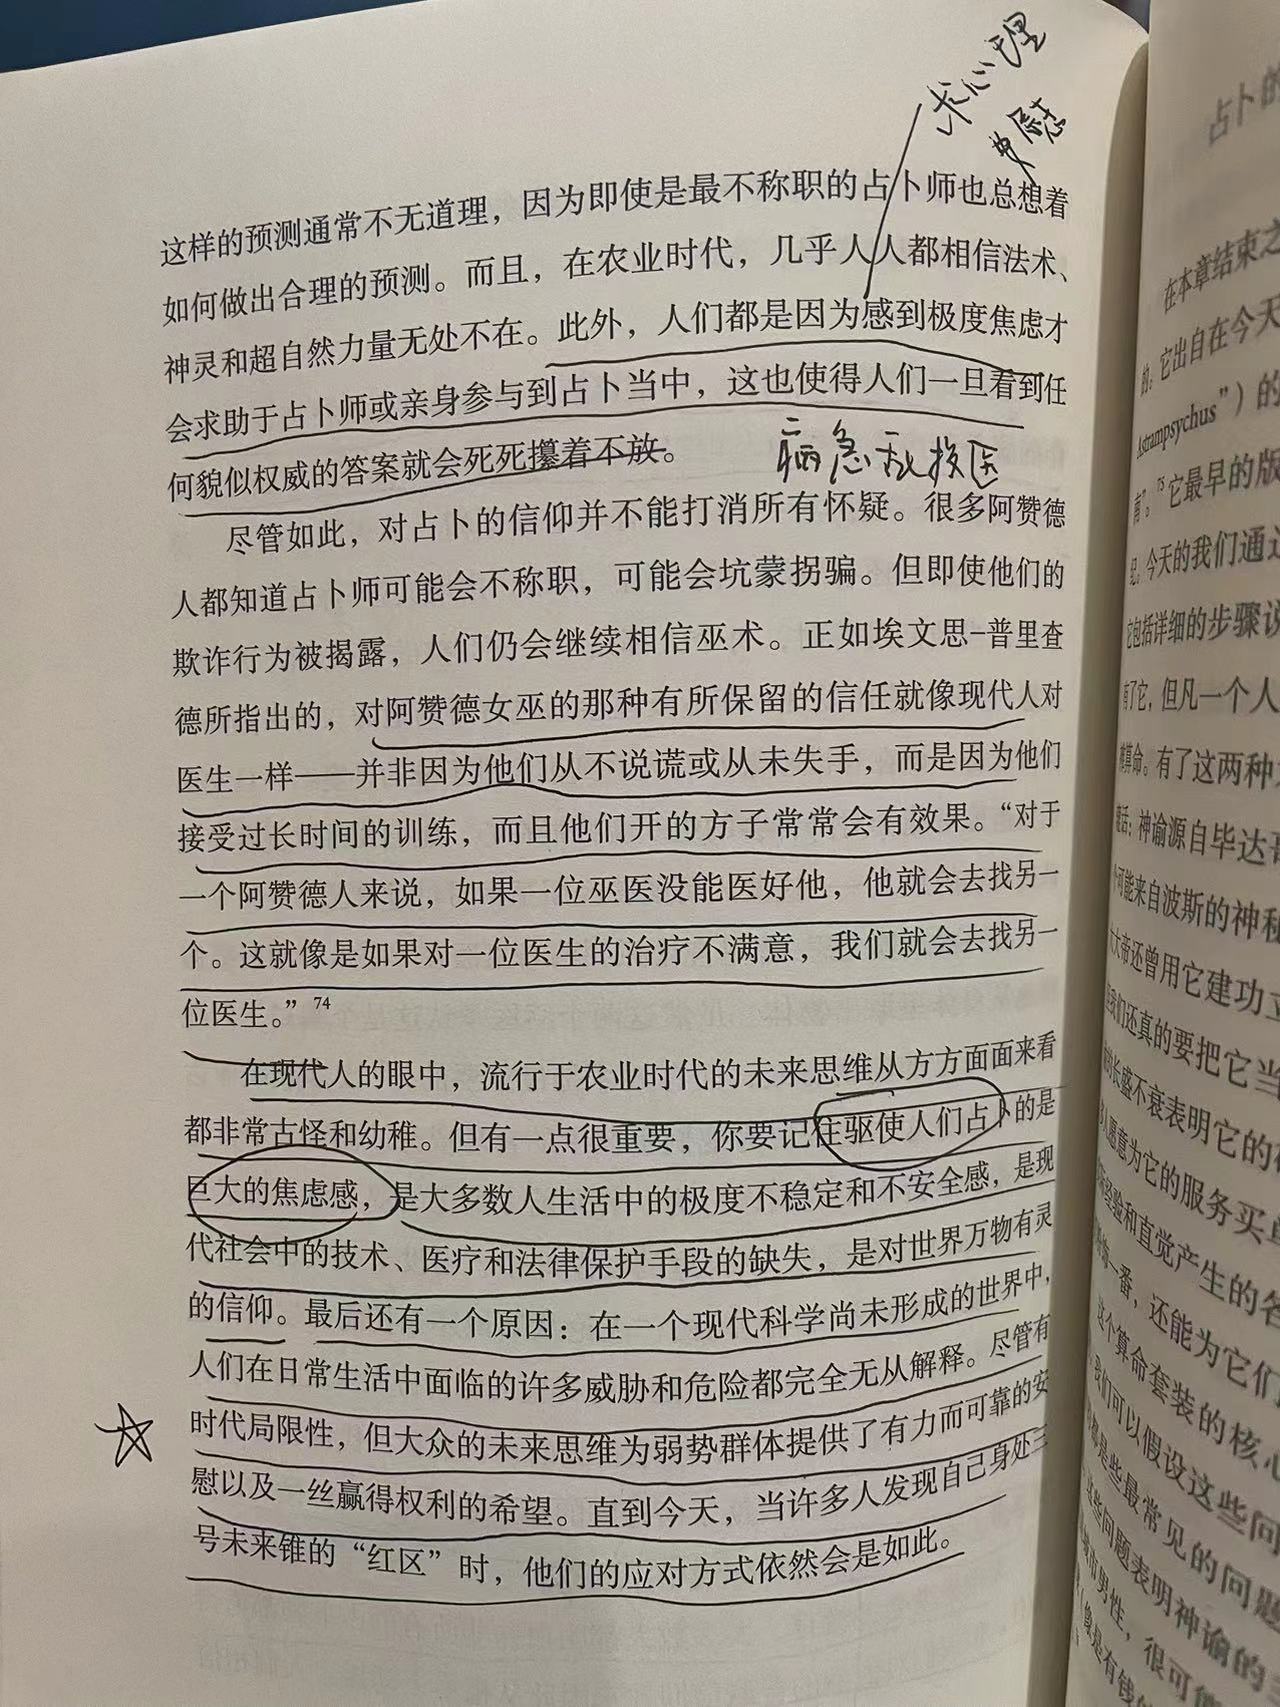 求心理
安慰
这样的预测通常不无道理，因为即使是最不称职的占卜师也总想着
如何做出合理的预测。而且，在农业时代，几乎人人都相信法术、
神灵和超自然力量无处不在。此外，人们都是因为感到极度焦虑才
会求助于占卜师或亲身参与到占卜当中，这也使得人们一旦看到任
何貌似权威的答案就会死死攥着不放。
病急乱投医
尽管如此，对占卜的信仰并不能打消所有怀疑。很多阿赞德
人都知道占卜师可能会不称职，可能会坑蒙拐骗。但即使他们的
欺诈行为被揭露，人们仍会继续相信巫术。正如埃文思-普里查
德所指出的，对阿赞德女巫的那种有所保留的信任就像现代人对
医生一样——并非因为他们从不说谎或从未失手，而是因为他们
接受过长时间的训练，而且他们开的方子常常会有效果。“对于
一个阿赞德人来说，如果一位巫医没能医好他，他就会去找另一
个。这就像是如果对一位医生的治疗不满意，我们就会去找另一
位医生。”74
在现代人的眼中，流行于农业时代的未来思维从方方面面来看
都非常古怪和幼稚。但有一点很重要，你要记住驱使人们占卜的是
巨大的焦虑感，是大多数人生活中的极度不稳定和不安全感，是现
代社会中的技术、医疗和法律保护手段的缺失，是对世界万物有灵
的信仰。最后还有一个原因：在一个现代科学尚未形成的世界中，
人们在日常生活中面临的许多威胁和危险都完全无从解释。尽管有
时代局限性，但大众的未来思维为弱势群体提供了有力而可靠的安
慰以及一丝赢得权利的希望。直到今天，当许多人发现自己身处三
号未来锥的“红区”时，他们的应对方式依然会是如此。
占卜的
在本章结束之
的。它出自在今天
Astrampsychus”）的
南”。75它最早的版
纪。今天的我们通过
它包括详细的步骤说
有了它，但凡一个人
被算命。有了这两种
神谕源自毕达哥
可能来自波斯的神秘
大帝还曾用它建功立
我们还真的要把它当
的长盛不衰表明它的
愿意为它的服务买单
经验和直觉产生的各
一番，还能为它们
这个算命套装的核心
我们可以假设这些问
都是些最常见的问题
这些问题表明神谕的
城市男性，很可能
像是有钱的